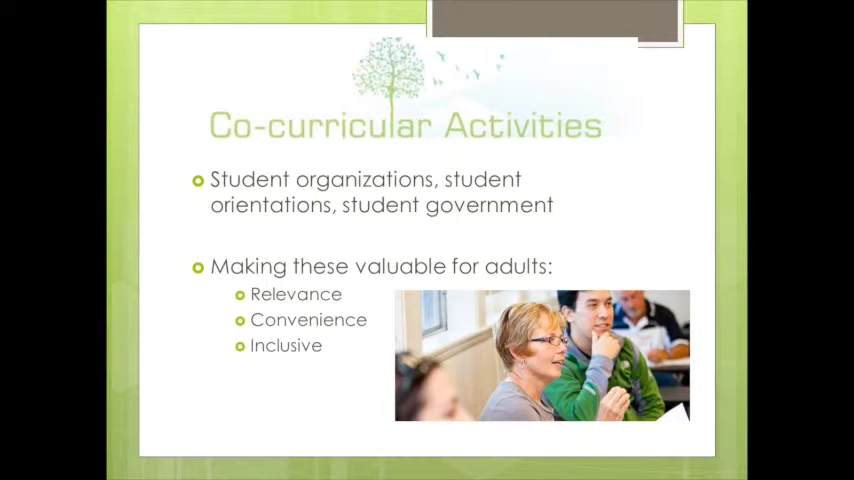 Co-curricular Activities
Student organizations, student
orientations, student government
Making these valuable for adults:
Relevance
Convenience
Inclusive